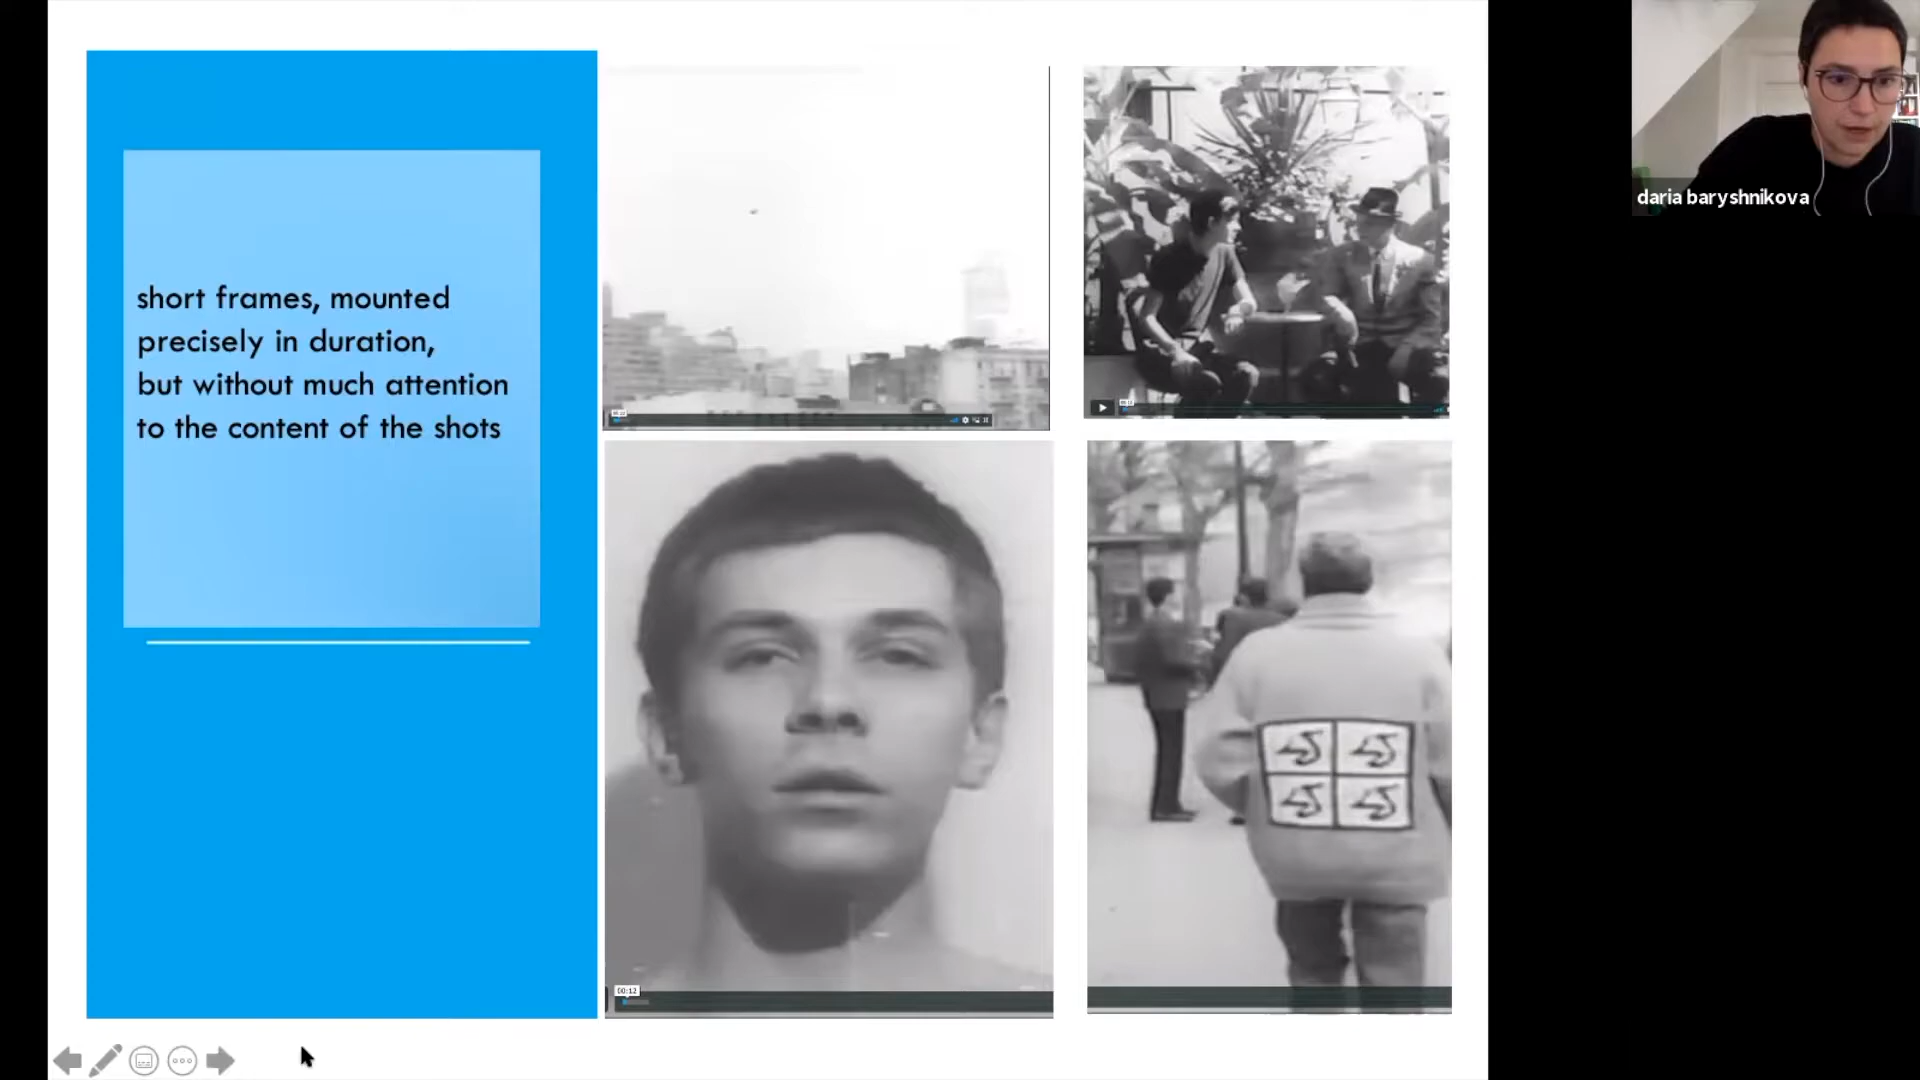 short frames, mounted
precisely in duration,
but without much attention
to the content of the shots
daria baryshnikova
00:12